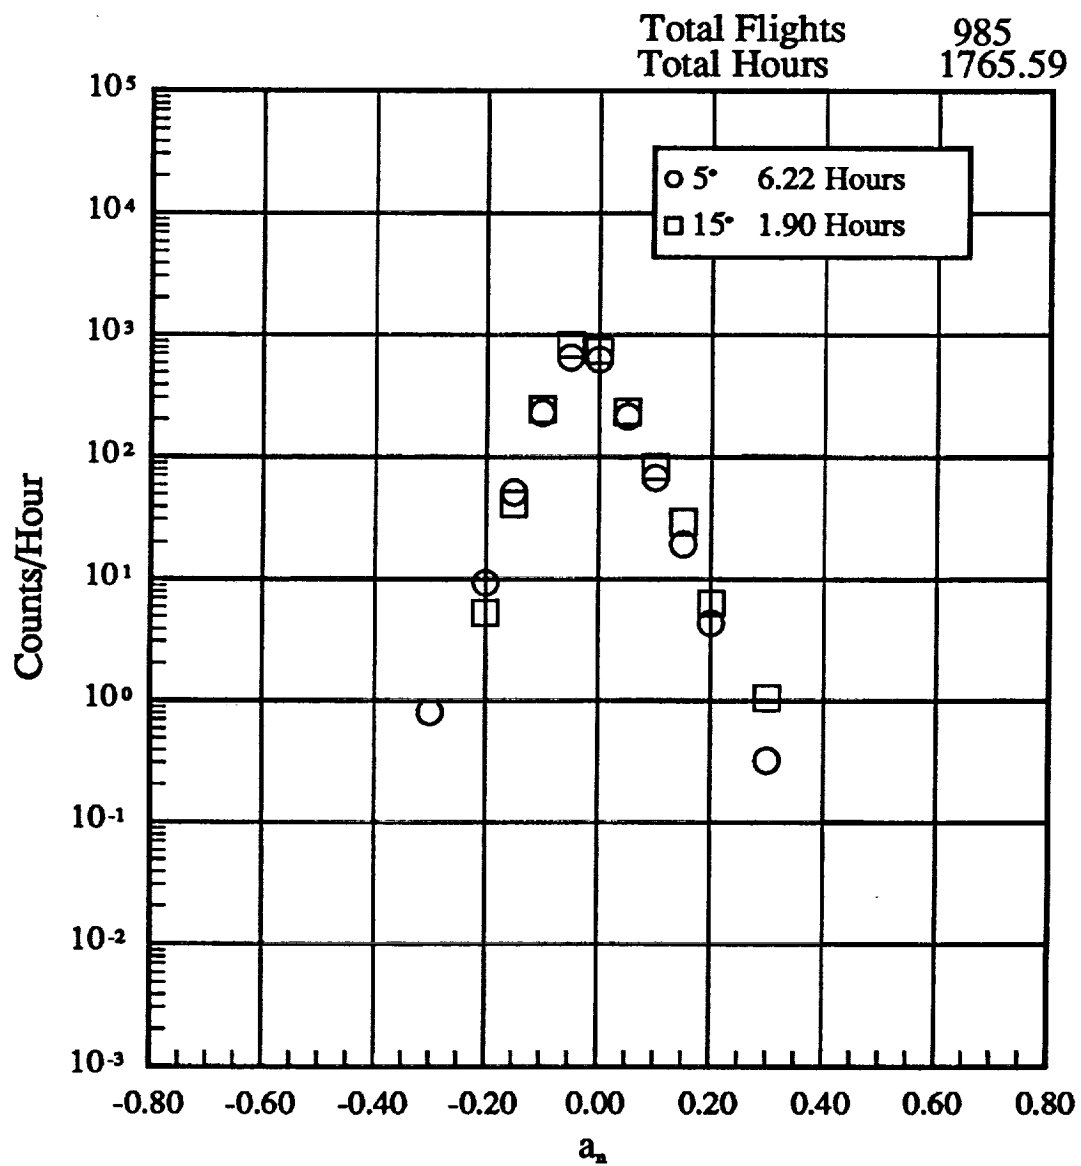 Total Flights 985
Total Hours 1765.59
10⁵
5° 6.22 Hours
10⁴
15° 1.90 Hours
10³
10²
Counts/Hour
10¹
10⁰
10⁻¹
10⁻²
10⁻³
-0.80 -0.60 -0.40 -0.20 0.00 0.20 0.40 0.60 0.80
aₙ